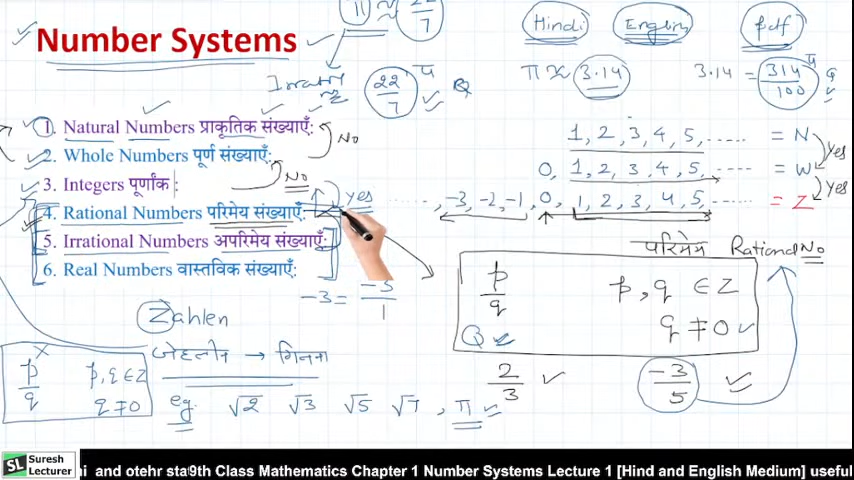 π ≈ 22/7
Hindi English pdf
Number Systems
22/7 Q
π ≈ 3.14
3.14 = 314/100 Q
1. Natural Numbers प्राकृतिक संख्याएँ:
No
1, 2, 3, 4, 5, ...... = N
Yes
2. Whole Numbers पूर्ण संख्याएँ:
0, 1, 2, 3, 4, 5, ...... = W
Yes
3. Integers पूर्णांक:
No
Yes
......, -3, -2, -1, 0, 1, 2, 3, 4, 5, ...... = Z
4. Rational Numbers परिमेय संख्याएँ:
5. Irrational Numbers अपरिमेय संख्याएँ:
6. Real Numbers वास्तविक संख्याएँ:
परिमेय Rational No
p/q p, q ∈ Z
Q q ≠ 0
-3 = -3/1
Zahlen
→ गिनना
p/q p, q ∈ Z
q ≠ 0
eg. √2 √3 √5 √7, π
2/3 -3/5
SL Suresh Lecturer
and otehr stat9th Class Mathematics Chapter 1 Number Systems Lecture 1 [Hind and English Medium] useful